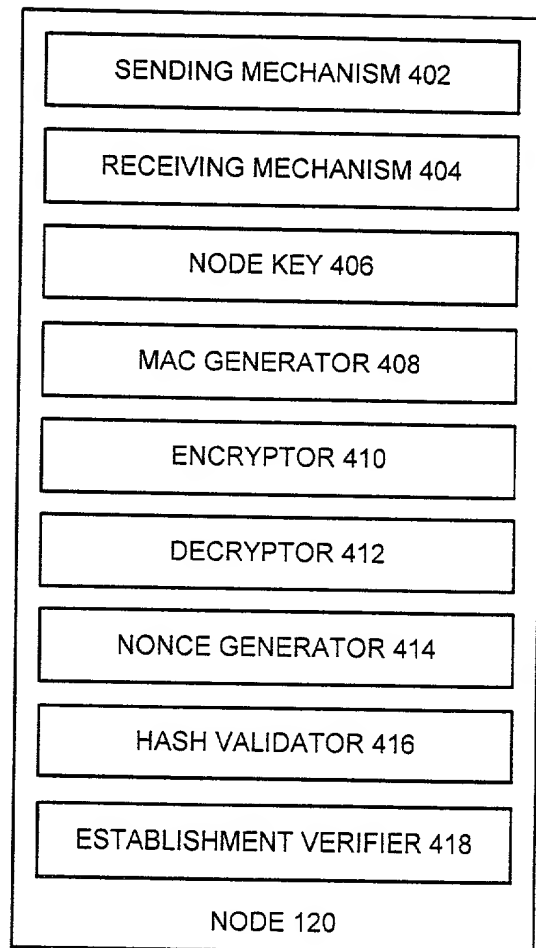 SENDING MECHANISM 402
RECEIVING MECHANISM 404
NODE KEY 406
MAC GENERATOR 408
ENCRYPTOR 410
DECRYPTOR 412
NONCE GENERATOR 414
HASH VALIDATOR 416
ESTABLISHMENT VERIFIER 418
NODE 120